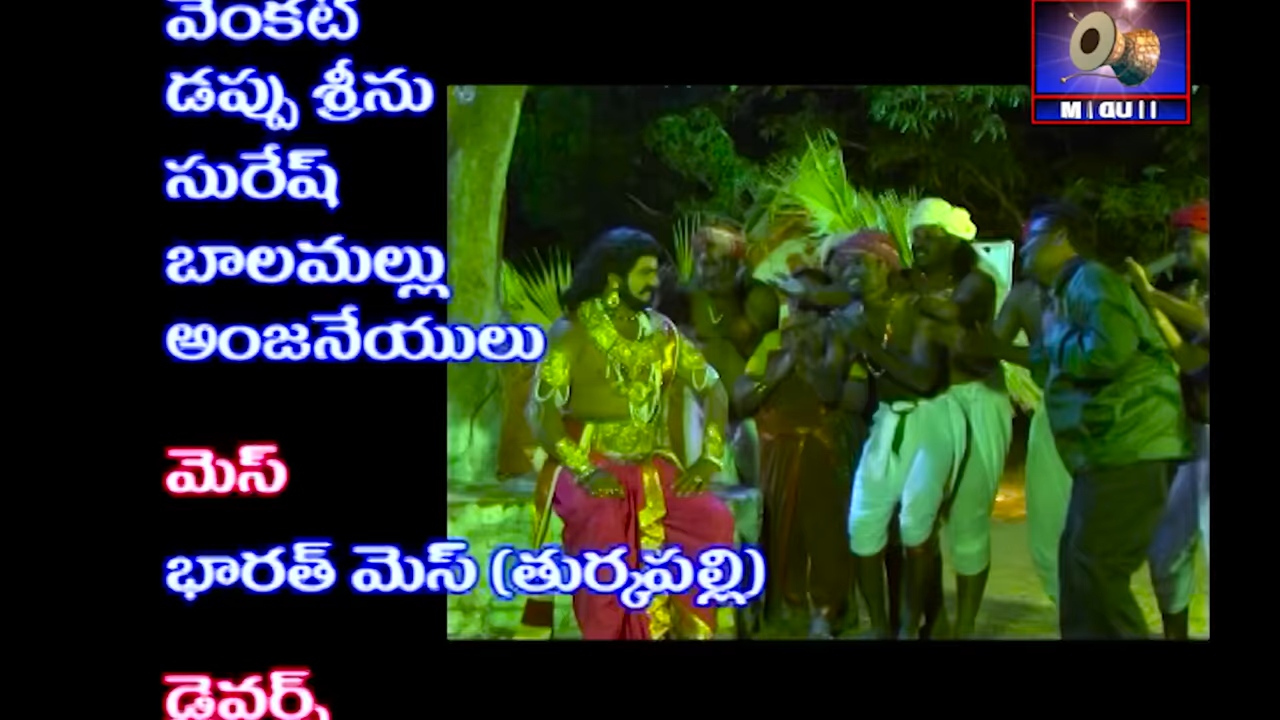 వెంకట్
డప్పు శ్రీను
సురేష్
బాలమల్లు
అంజనేయులు
మెస్
భారత్ మెస్ (తుర్కపల్లి)
డ్రైవర్స్